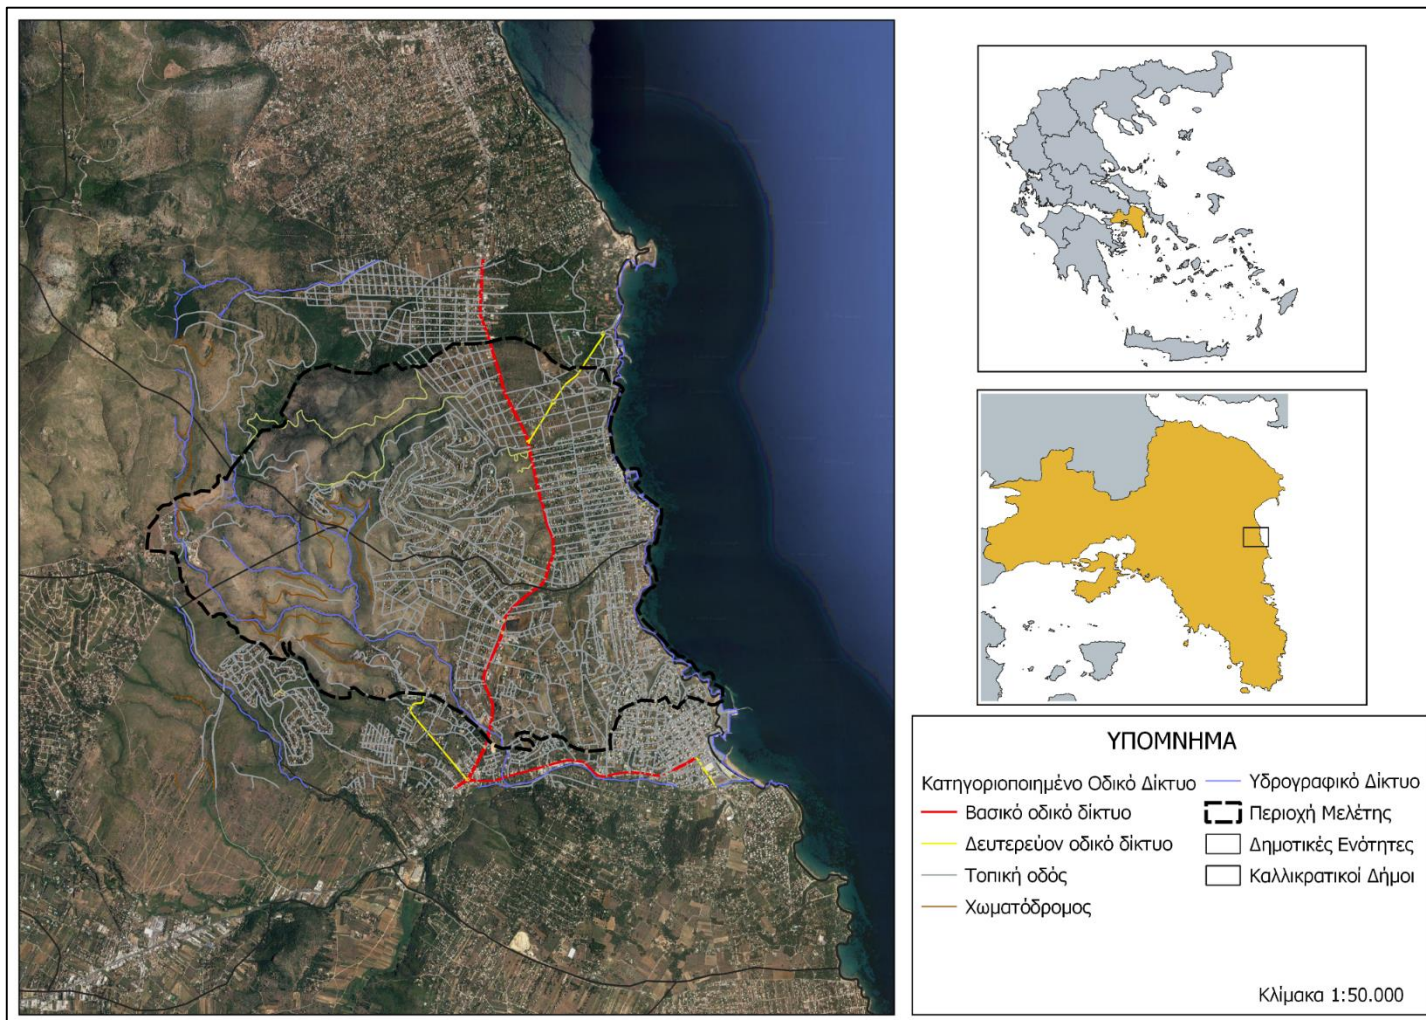 ΥΠΟΜΝΗΜΑ
Κατηγοριοποιημένο Οδικό Δίκτυο
Βασικό οδικό δίκτυο
Δευτερεύον οδικό δίκτυο
Τοπική οδός
Χωματόδρομος
Υδρογραφικό Δίκτυο
Περιοχή Μελέτης
Δημοτικές Ενότητες
Καλλικρατικοί Δήμοι
Κλίμακα 1:50.000